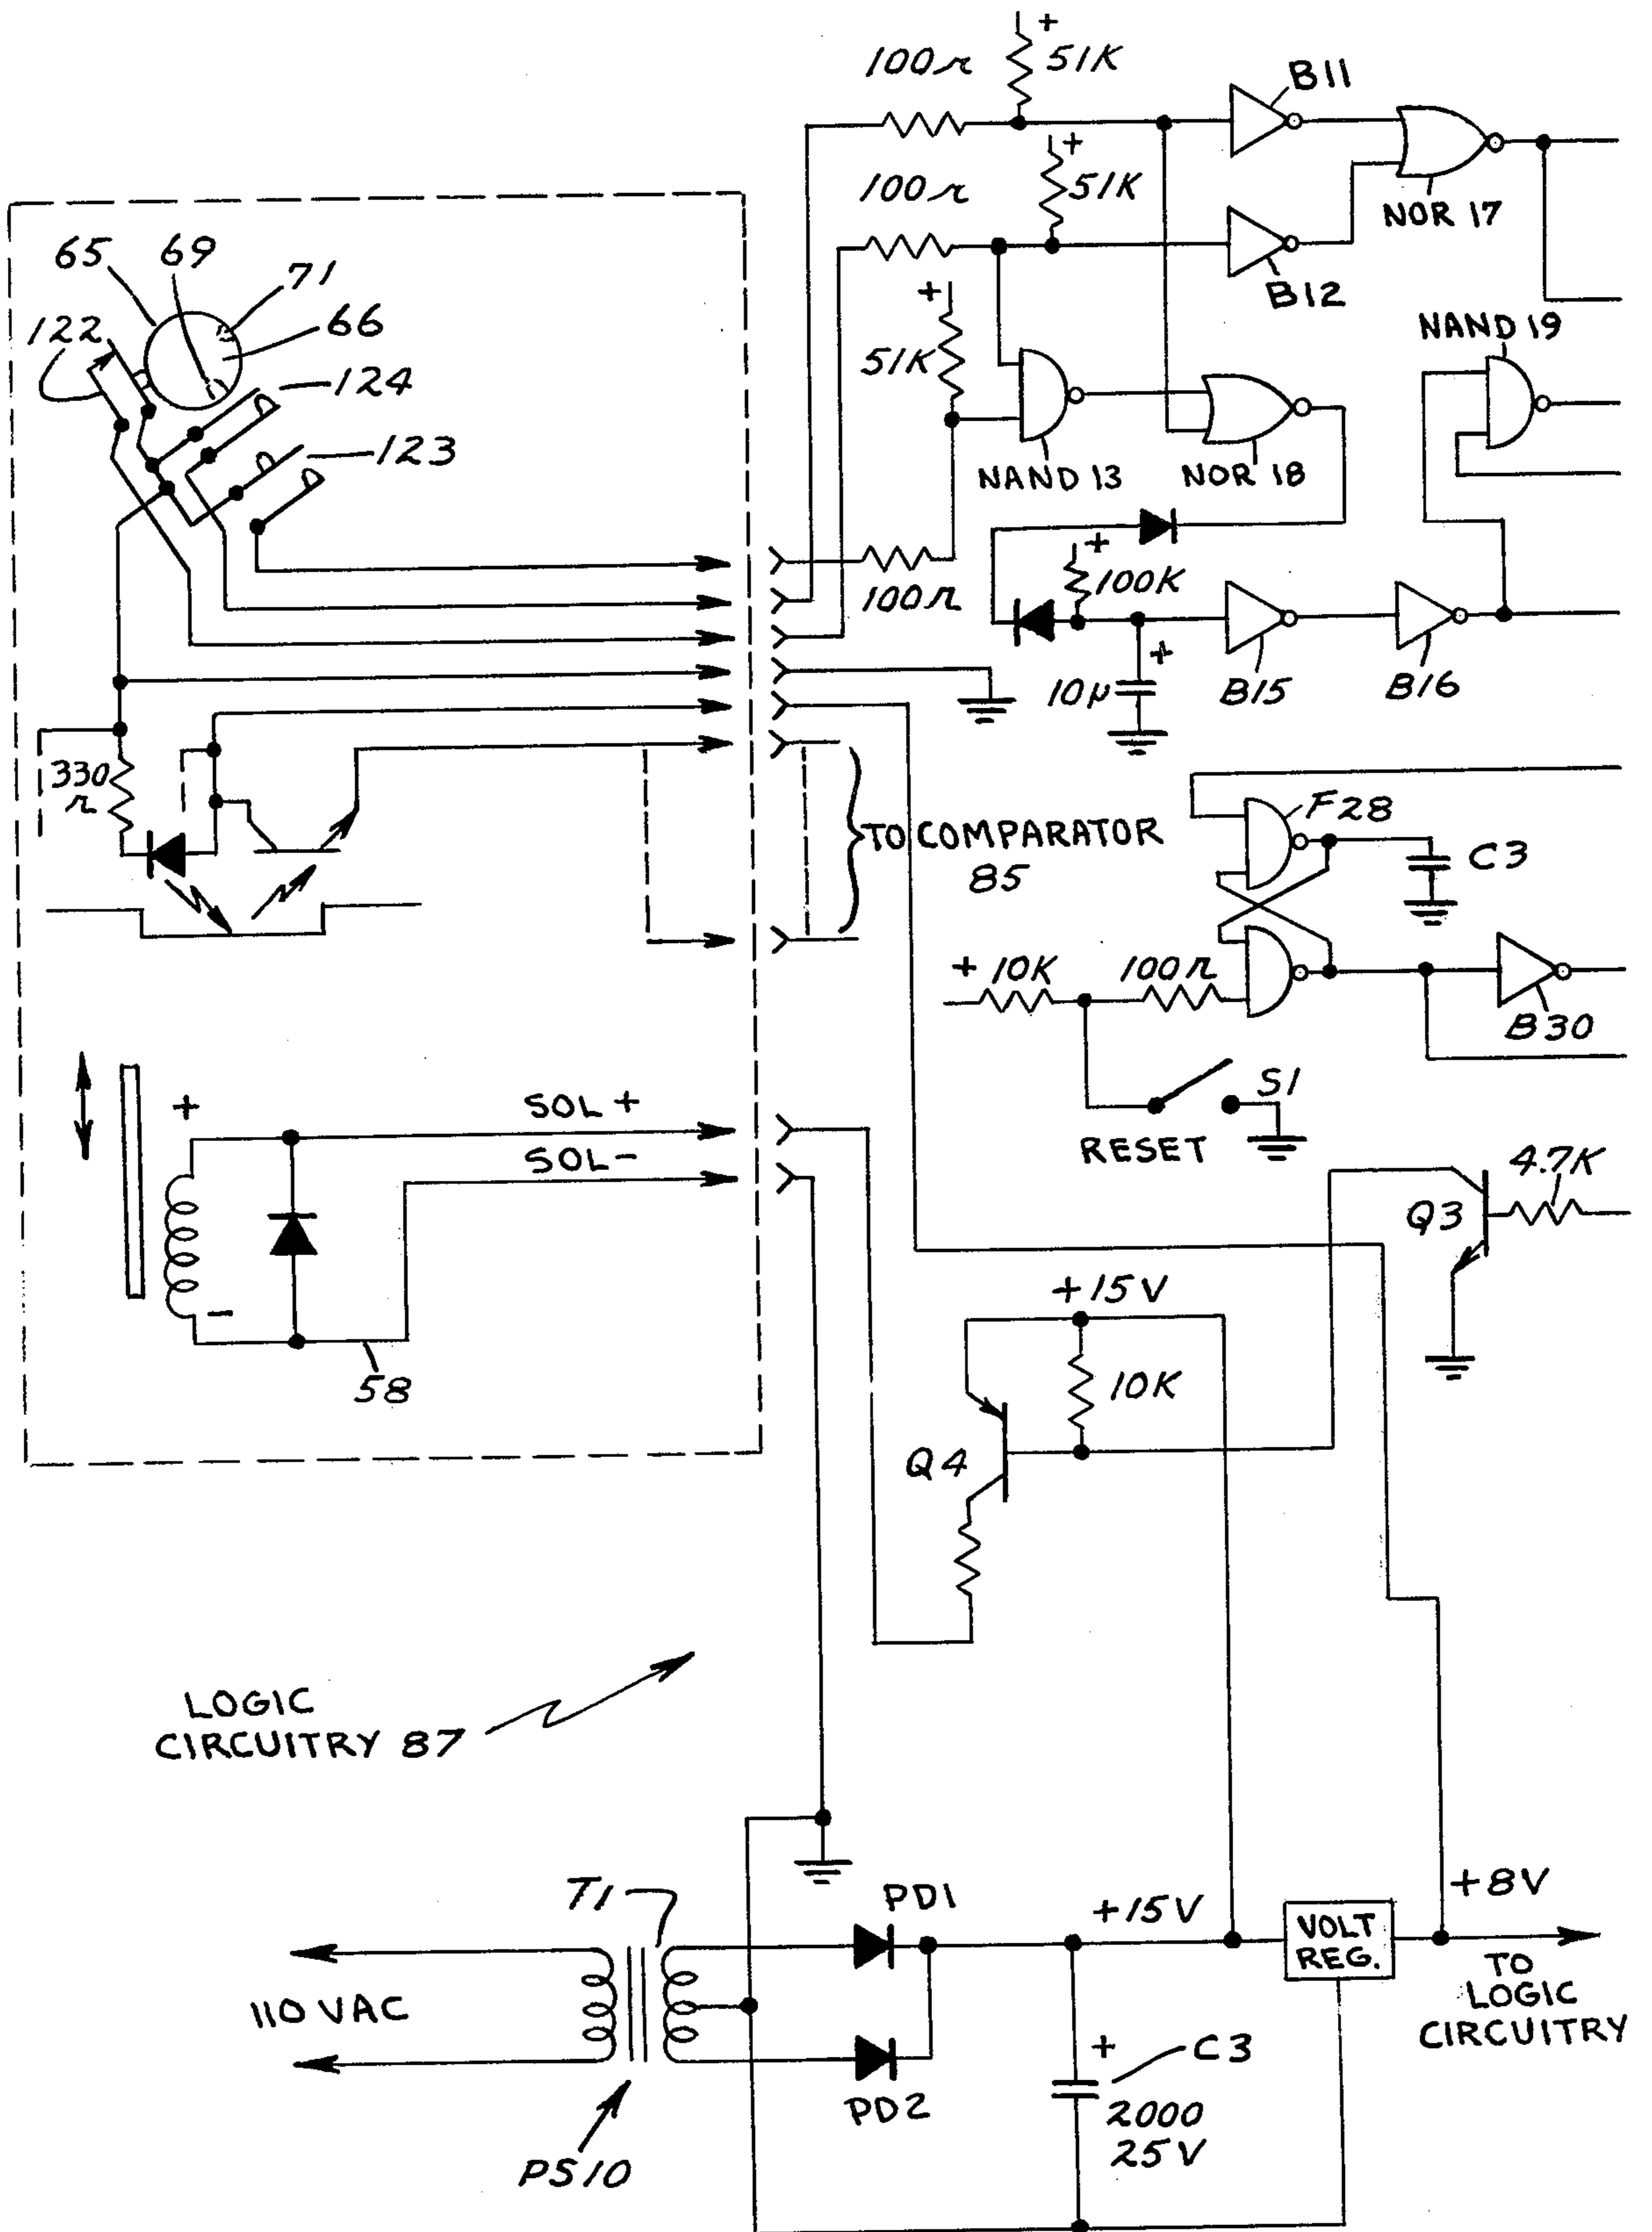 +
100Ω 51K
B11
+
100Ω 51K
NOR 17
B12
65 69 71
122 66
124
123
+
51K
NAND 19
NAND 13
NOR 18
+
100K
100Ω
+
10μ
B15
B16
330
Ω
F28
TO COMPARATOR
85
C3
+ 10K 100Ω
B30
S1
RESET
+
SOL +
SOL -
-
58
4.7K
Q3
+15V
10K
Q4
LOGIC
CIRCUITRY 87
T1
PD1
+15V
+8V
VOLT
REG.
TO
LOGIC
CIRCUITRY
110 VAC
+ C3
2000
25V
PD2
PS10